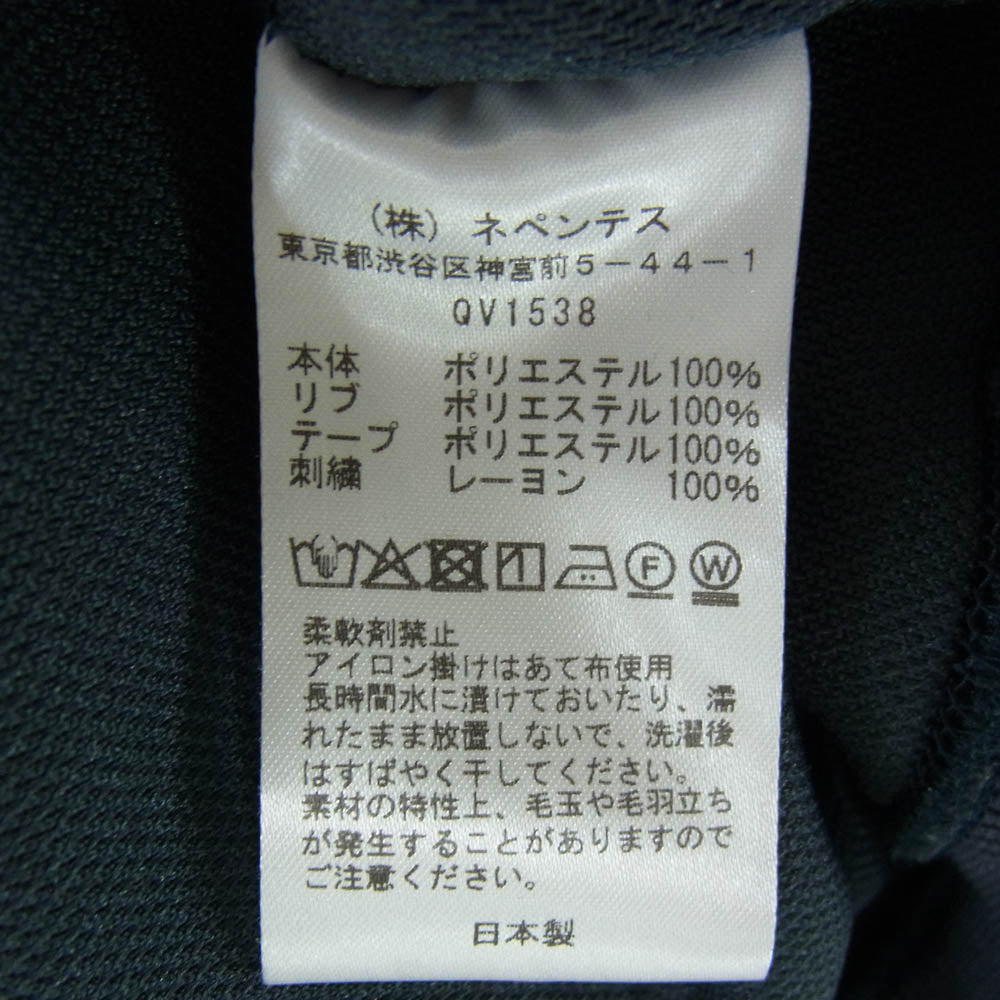 (株) ネペンテス
東京都渋谷区神宮前5-44-1
QV1538
本体 ポリエステル100%
リブ ポリエステル100%
テープ ポリエステル100%
刺繍 レーヨン 100%
F W
柔軟剤禁止
アイロン掛けはあて布使用
長時間水に漬けておいたり、濡
れたまま放置しないで、洗濯後
はすばやく干してください。
素材の特性上、毛玉や毛羽立ち
が発生することがありますので
ご注意ください。
日本製